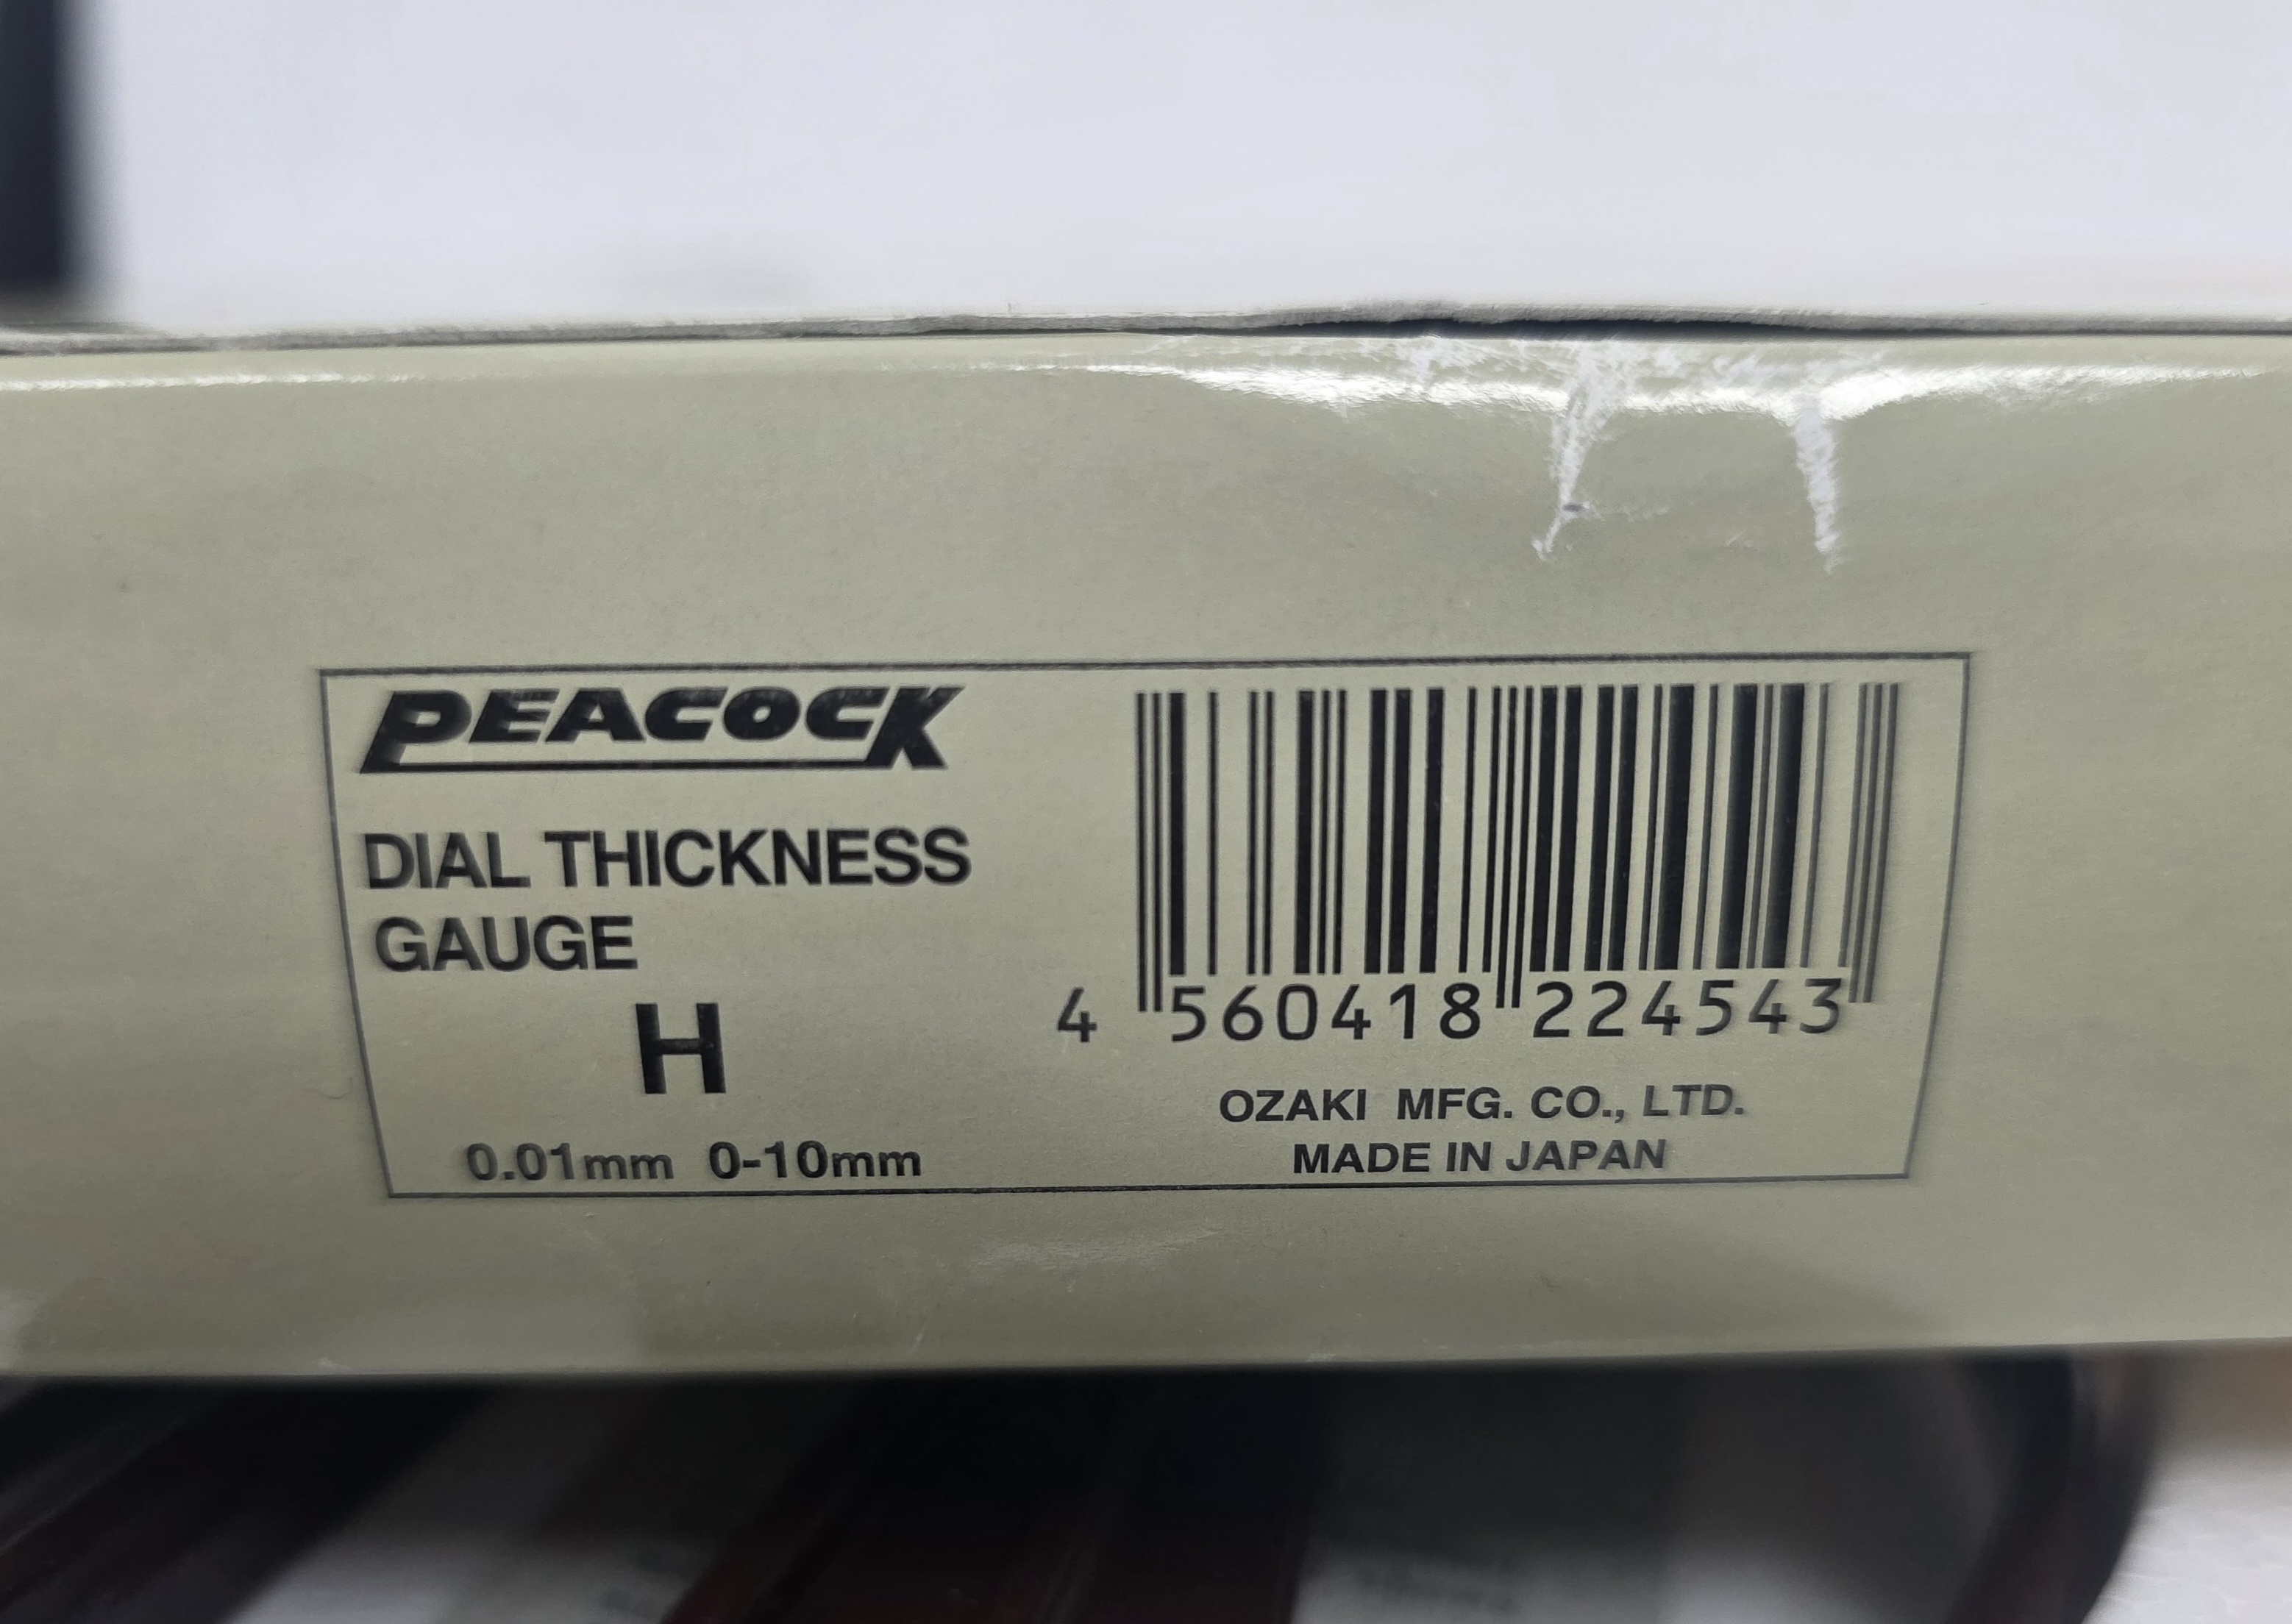 PEACOCK
DIAL THICKNESS
GAUGE
H
0.01mm 0-10mm
4 560418 224543
OZAKI MFG. CO., LTD.
MADE IN JAPAN